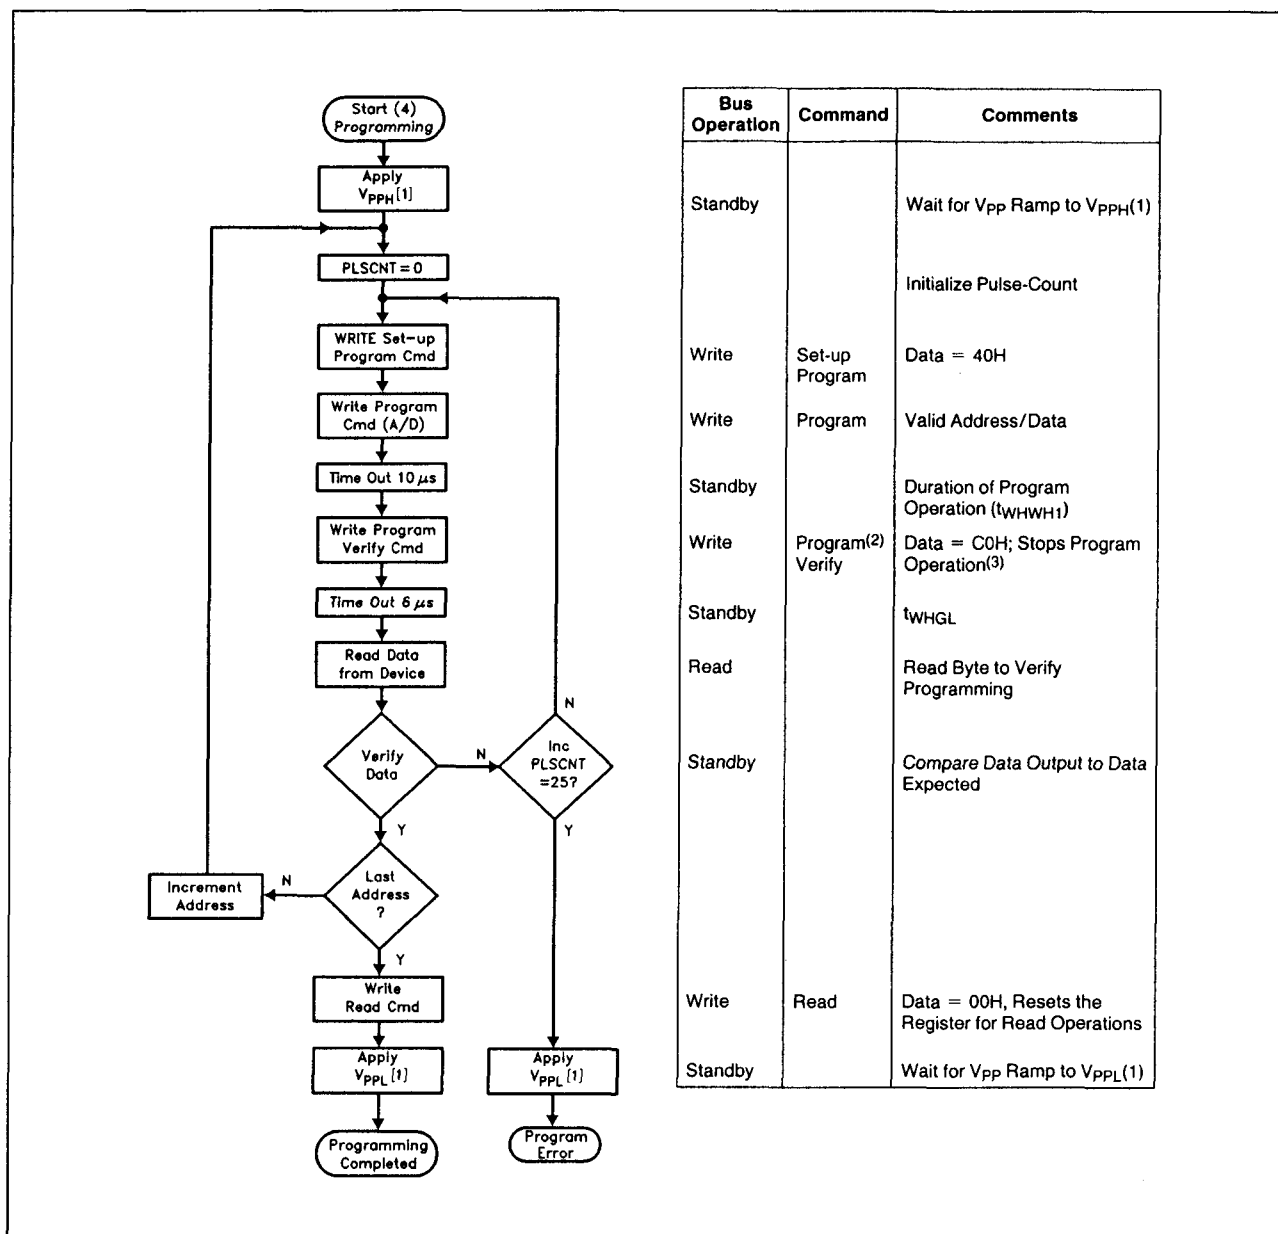 Start (4)
Programming
Apply
VPPH[1]
PLSCNT = 0
WRITE Set-up
Program Cmd
Write Program
Cmd (A/D)
Time Out 10 μs
Write Program
Verify Cmd
Time Out 6 μs
Read Data
from Device
Verify
Data
N
Y
Inc
PLSCNT
=25?
N
Y
Last
Address
?
N
Y
Increment
Address
Write
Read Cmd
Apply
VPPL[1]
Programming
Completed
Apply
VPPL[1]
Program
Error
Bus Operation Command Comments
Standby Wait for VPP Ramp to VPPH(1)
Initialize Pulse-Count
Write Set-up Data = 40H
Program
Write Program Valid Address/Data
Standby Duration of Program
Operation (tWHWH1)
Write Program(2) Data = C0H; Stops Program
Verify Operation(3)
Standby tWHGL
Read Read Byte to Verify
Programming
Standby Compare Data Output to Data
Expected
Write Read Data = 00H, Resets the
Register for Read Operations
Standby Wait for VPP Ramp to VPPL(1)